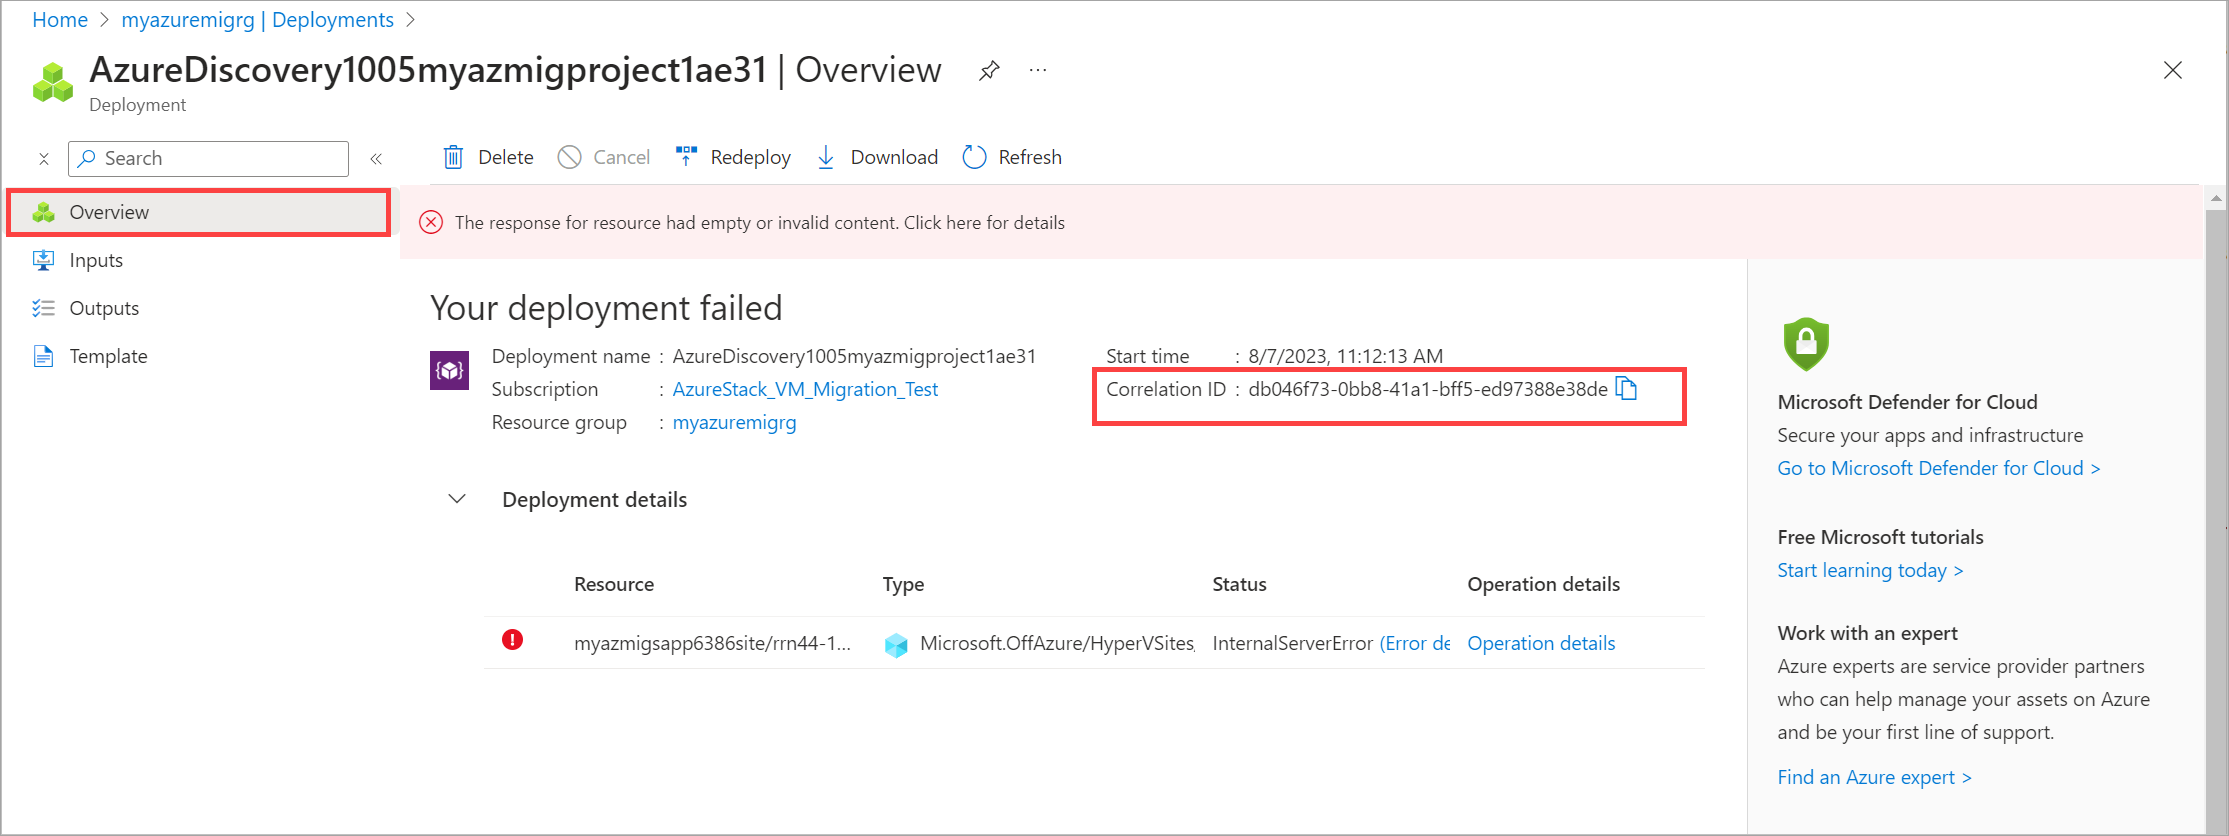 Home > myazuremigrg | Deployments >
AzureDiscovery1005myazmigproject1ae31 | Overview ...
Deployment
Search «
Delete Cancel Redeploy Download Refresh
Overview
Inputs
Outputs
Template
The response for resource had empty or invalid content. Click here for details
Your deployment failed
Deployment name : AzureDiscovery1005myazmigproject1ae31
Subscription : AzureStack_VM_Migration_Test
Resource group : myazuremigrg
Start time : 8/7/2023, 11:12:13 AM
Correlation ID : db046f73-0bb8-41a1-bff5-ed97388e38de
Deployment details
Resource Type Status Operation details
myazmigsapp6386site/rrn44-1... Microsoft.OffAzure/HyperVSites, InternalServerError (Error de Operation details
Microsoft Defender for Cloud
Secure your apps and infrastructure
Go to Microsoft Defender for Cloud >
Free Microsoft tutorials
Start learning today >
Work with an expert
Azure experts are service provider partners
who can help manage your assets on Azure
and be your first line of support.
Find an Azure expert >